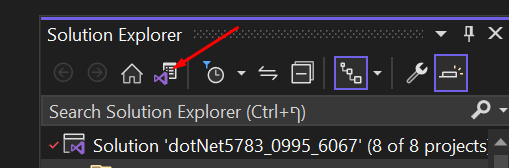 Solution Explorer
Search Solution Explorer (Ctrl+ף)
Solution 'dotNet5783_0995_6067' (8 of 8 projects)